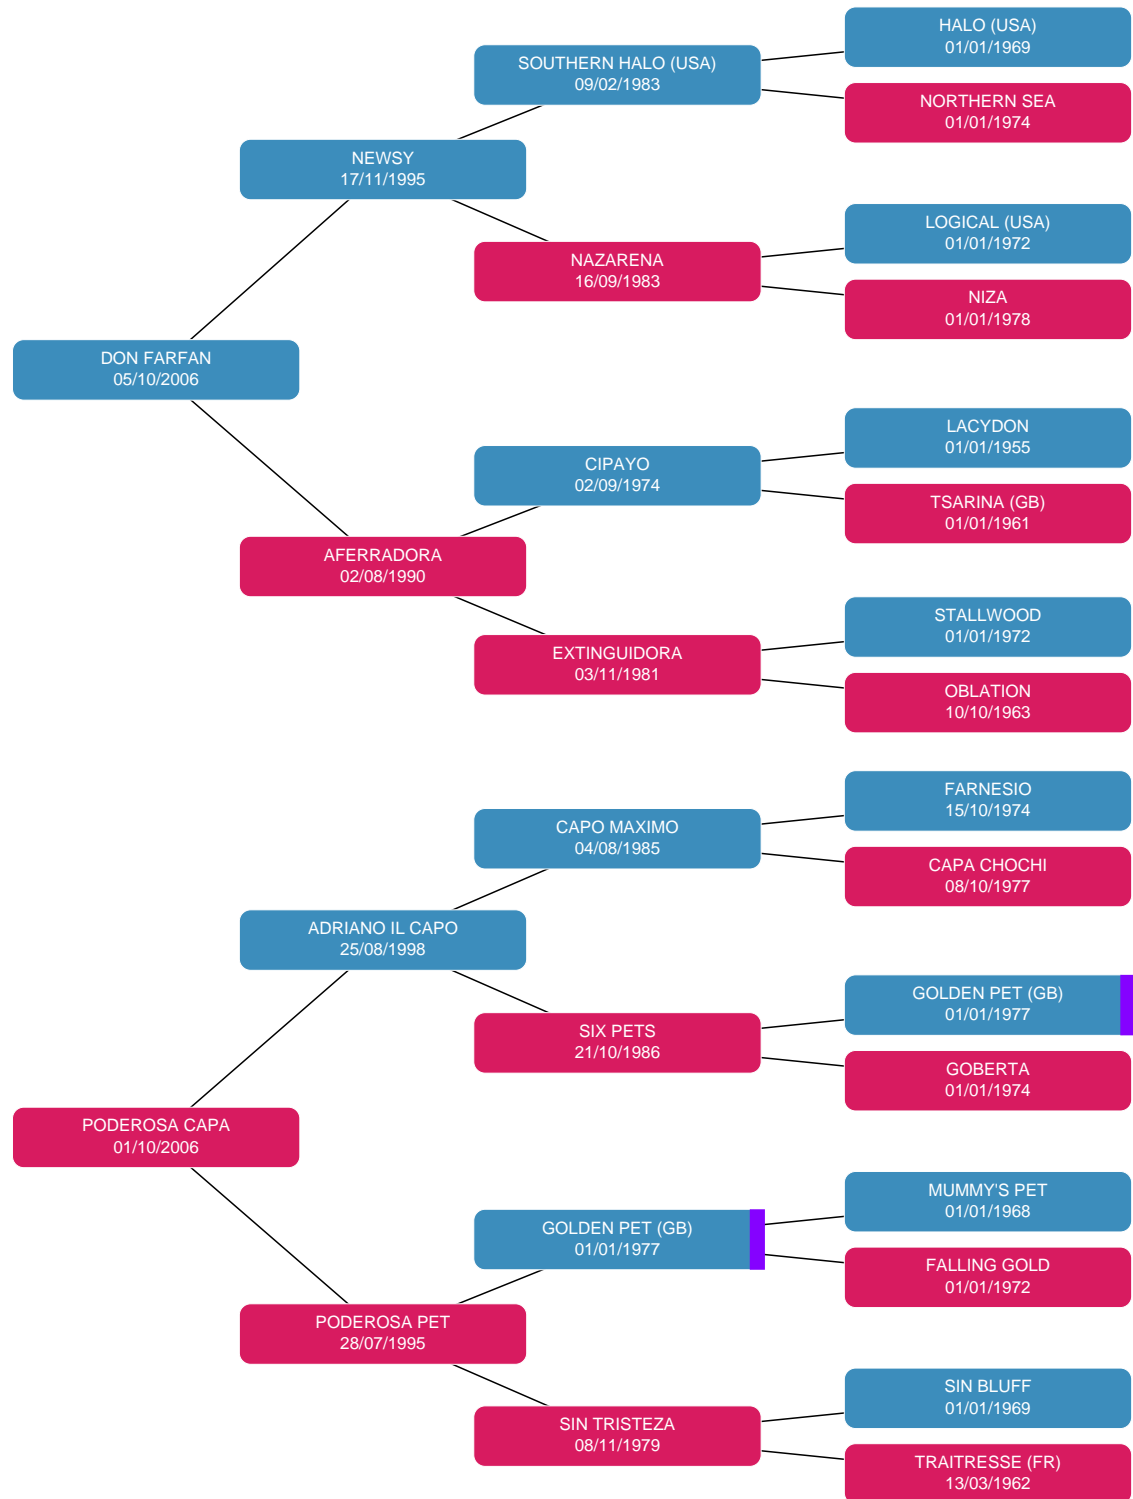 HALO (USA)
01/01/1969
SOUTHERN HALO (USA)
09/02/1983
NORTHERN SEA
01/01/1974
NEWSY
17/11/1995
LOGICAL (USA)
01/01/1972
NAZARENA
16/09/1983
NIZA
01/01/1978
DON FARFAN
05/10/2006
LACYDON
01/01/1955
CIPAYO
02/09/1974
TSARINA (GB)
01/01/1961
AFERRADORA
02/08/1990
STALLWOOD
01/01/1972
EXTINGUIDORA
03/11/1981
OBLATION
10/10/1963
FARNESIO
15/10/1974
CAPO MAXIMO
04/08/1985
CAPA CHOCHI
08/10/1977
ADRIANO IL CAPO
25/08/1998
GOLDEN PET (GB)
01/01/1977
SIX PETS
21/10/1986
GOBERTA
01/01/1974
PODEROSA CAPA
01/10/2006
MUMMY'S PET
01/01/1968
GOLDEN PET (GB)
01/01/1977
FALLING GOLD
01/01/1972
PODEROSA PET
28/07/1995
SIN BLUFF
01/01/1969
SIN TRISTEZA
08/11/1979
TRAITRESSE (FR)
13/03/1962